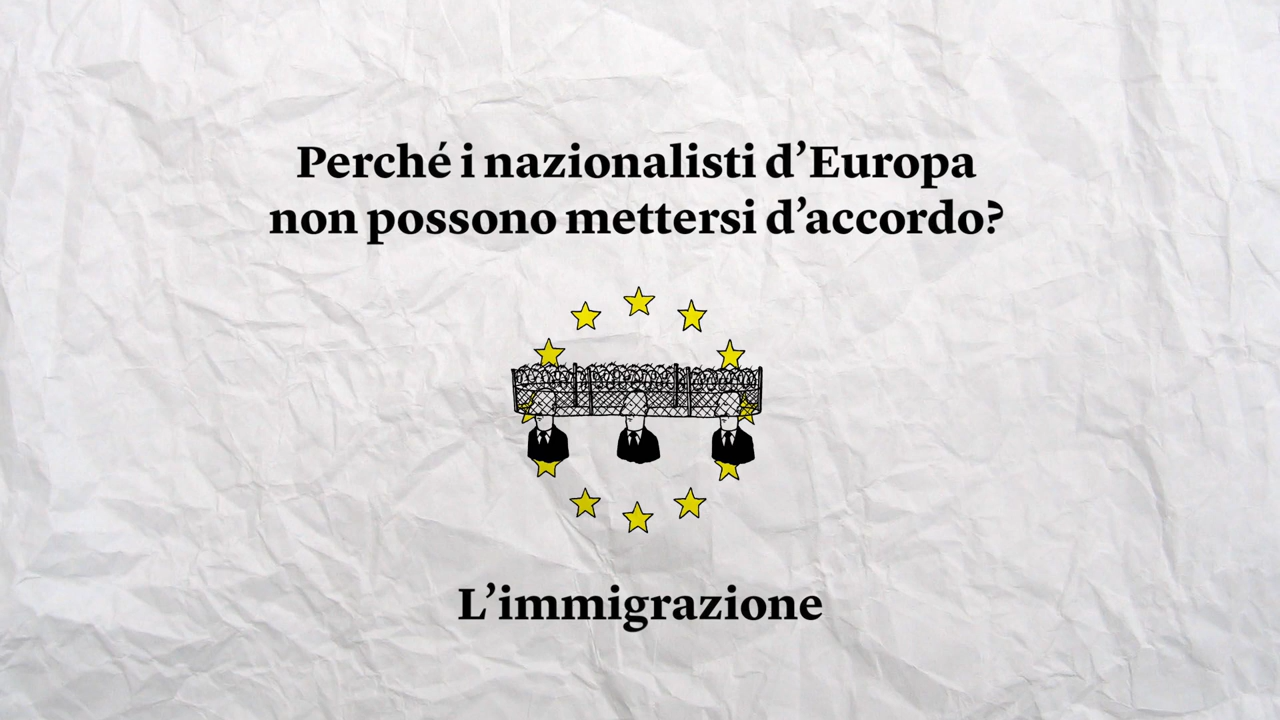 Perché i nazionalisti d’Europa
non possono mettersi d’accordo?
L’immigrazione